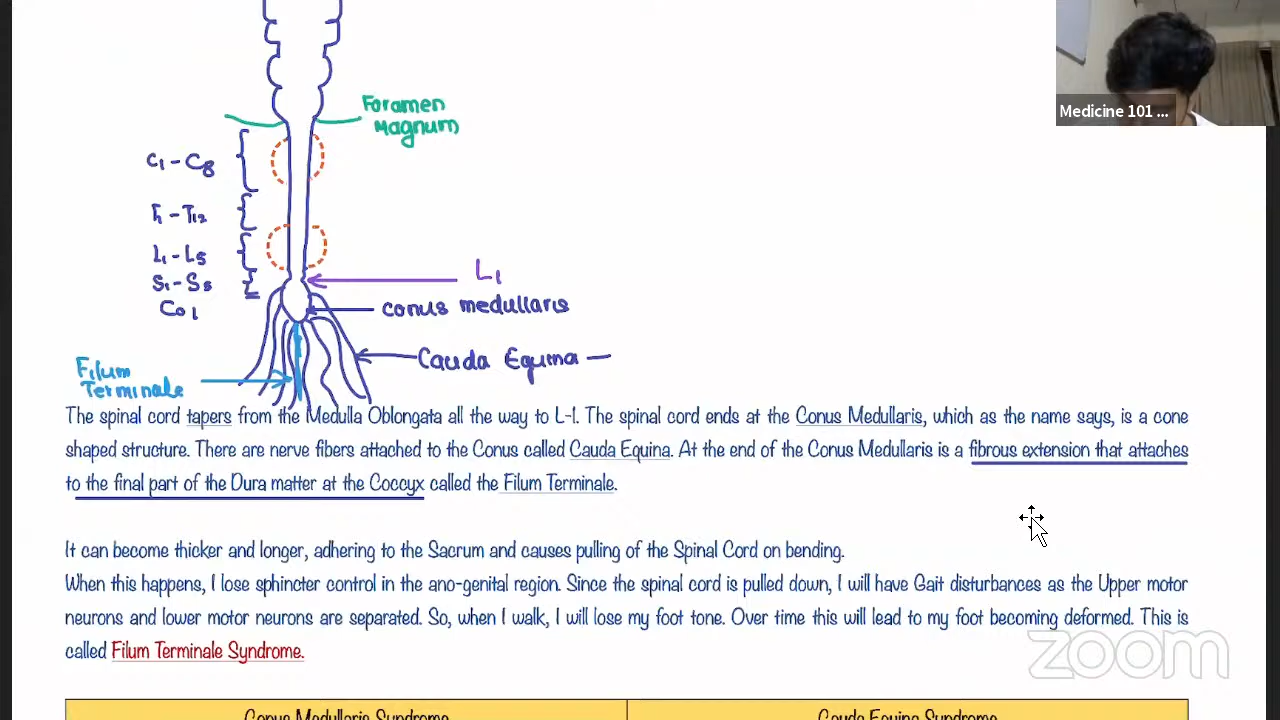 Medicine 101 ...
Foramen
Magnum
C1 - C8
T1 - T12
L1 - L5
S1 - S5
Co1
L1
conus medullaris
Cauda Equina
Filum
Terminale
The spinal cord tapers from the Medulla Oblongata all the way to L-1. The spinal cord ends at the Conus Medullaris, which as the name says, is a cone
shaped structure. There are nerve fibers attached to the Conus called Cauda Equina. At the end of the Conus Medullaris is a fibrous extension that attaches
to the final part of the Dura matter at the Coccyx called the Filum Terminale.
It can become thicker and longer, adhering to the Sacrum and causes pulling of the Spinal Cord on bending.
When this happens, I lose sphincter control in the ano-genital region. Since the spinal cord is pulled down, I will have Gait disturbances as the Upper motor
neurons and lower motor neurons are separated. So, when I walk, I will lose my foot tone. Over time this will lead to my foot becoming deformed. This is
called Filum Terminale Syndrome.
zoom
Conus Medullaris Syndrome
Cauda Equina Syndrome